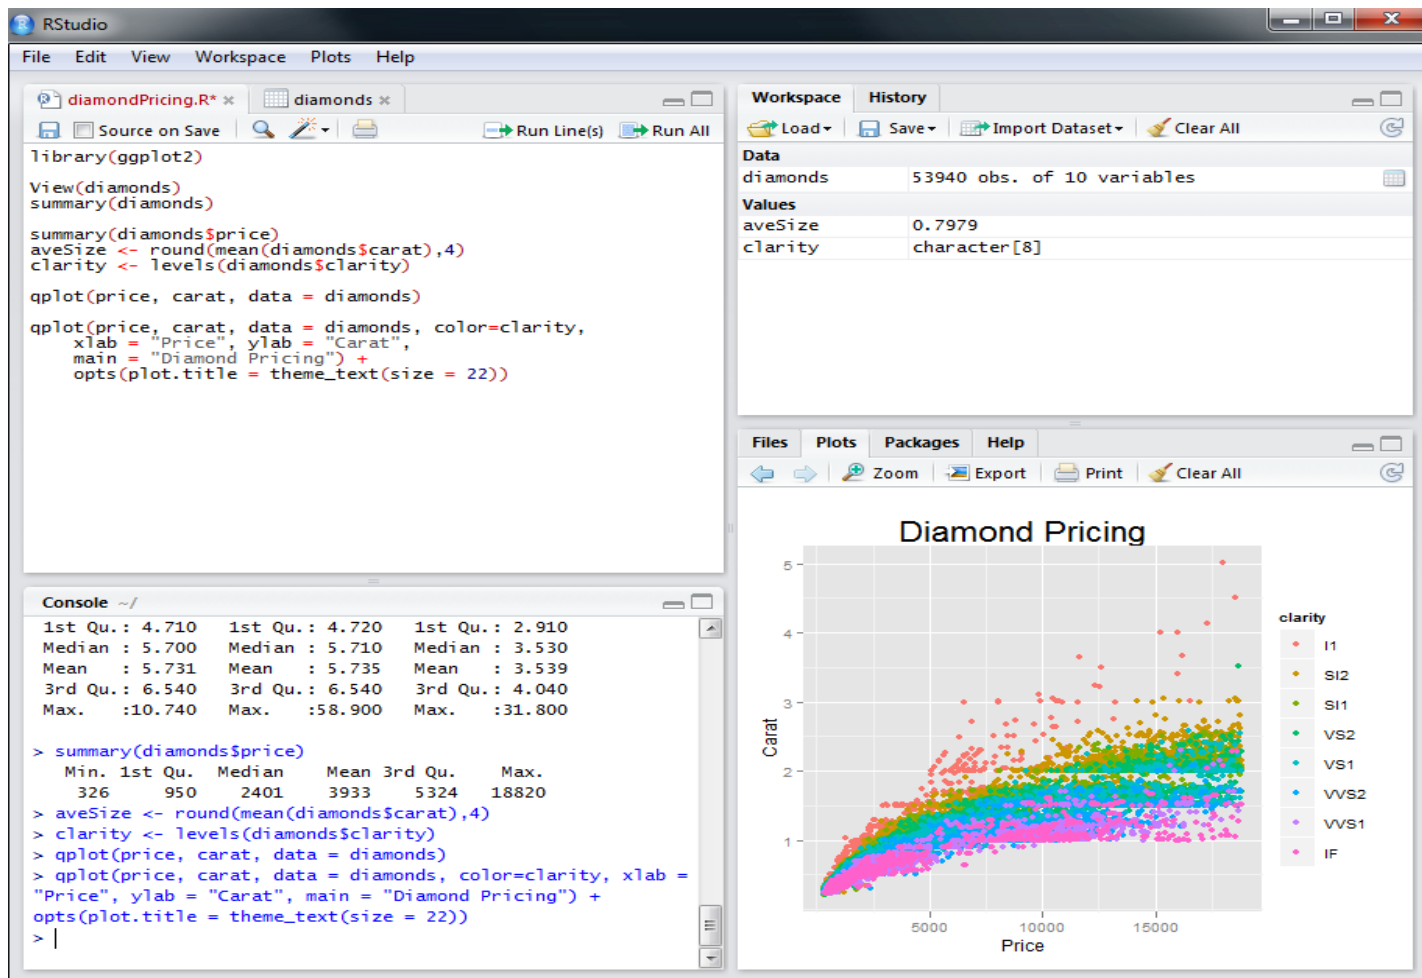 RStudio
File Edit View Workspace Plots Help
diamondPricing.R* diamonds
Source on Save Run Line(s) Run All
library(ggplot2)
View(diamonds)
summary(diamonds)
summary(diamonds$price)
aveSize <- round(mean(diamonds$carat),4)
clarity <- levels(diamonds$clarity)
qplot(price, carat, data = diamonds)
qplot(price, carat, data = diamonds, color=clarity,
xlab = "Price", ylab = "Carat",
main = "Diamond Pricing") +
opts(plot.title = theme_text(size = 22))
Console ~/
1st Qu.: 4.710 1st Qu.: 4.720 1st Qu.: 2.910
Median : 5.700 Median : 5.710 Median : 3.530
Mean : 5.731 Mean : 5.735 Mean : 3.539
3rd Qu.: 6.540 3rd Qu.: 6.540 3rd Qu.: 4.040
Max. :10.740 Max. :58.900 Max. :31.800
> summary(diamonds$price)
Min. 1st Qu. Median Mean 3rd Qu. Max.
326 950 2401 3933 5324 18820
> aveSize <- round(mean(diamonds$carat),4)
> clarity <- levels(diamonds$clarity)
> qplot(price, carat, data = diamonds)
> qplot(price, carat, data = diamonds, color=clarity, xlab =
"Price", ylab = "Carat", main = "Diamond Pricing") +
opts(plot.title = theme_text(size = 22))
>
Workspace History
Load Save Import Dataset Clear All
Data
diamonds 53940 obs. of 10 variables
Values
aveSize 0.7979
clarity character[8]
Files Plots Packages Help
Zoom Export Print Clear All
Diamond Pricing
5
4
3
2
1
Carat
5000 10000 15000
Price
clarity
I1
SI2
SI1
VS2
VS1
VVS2
VVS1
IF